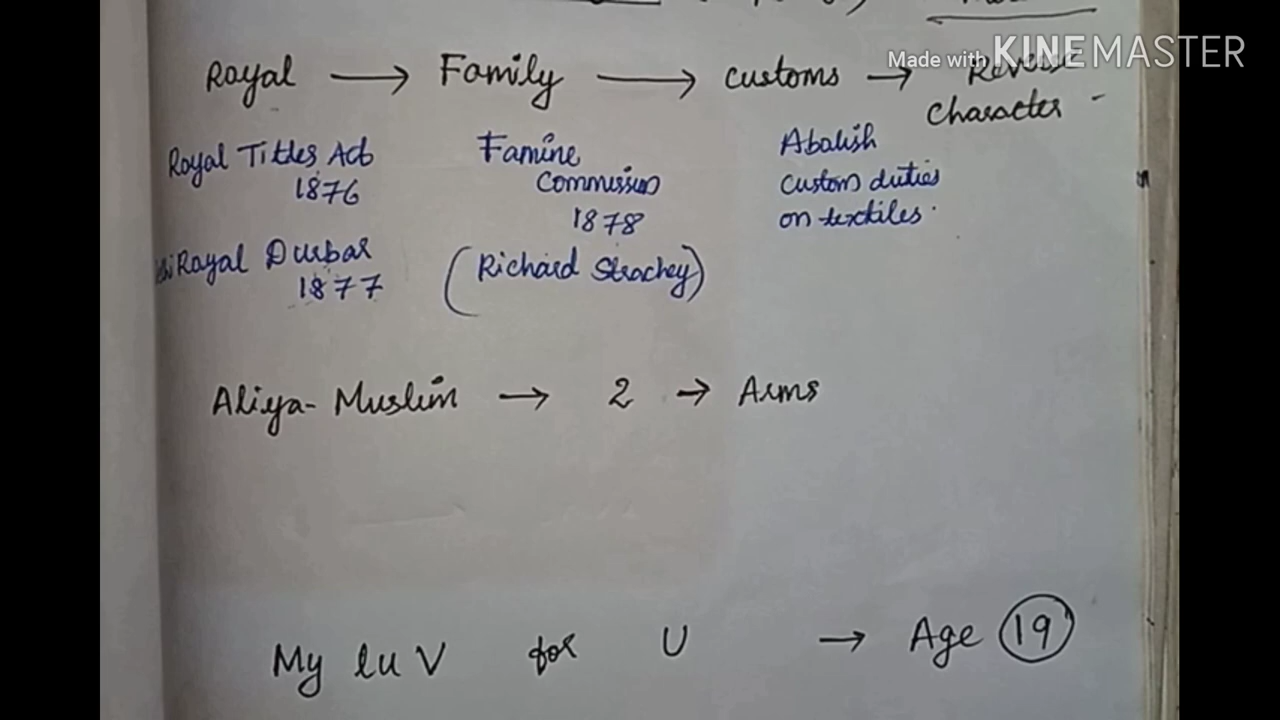 Made with KINEMASTER
Royal → Family → customs → Reverse
Character
Royal Titles Act
1876
Famine
Commission
1878
Abolish
custom duties
on textiles.
Royal Durbar
1877
(Richard Strachey)
Aliya- Muslim → 2 → Arms
My luV for U → Age 19